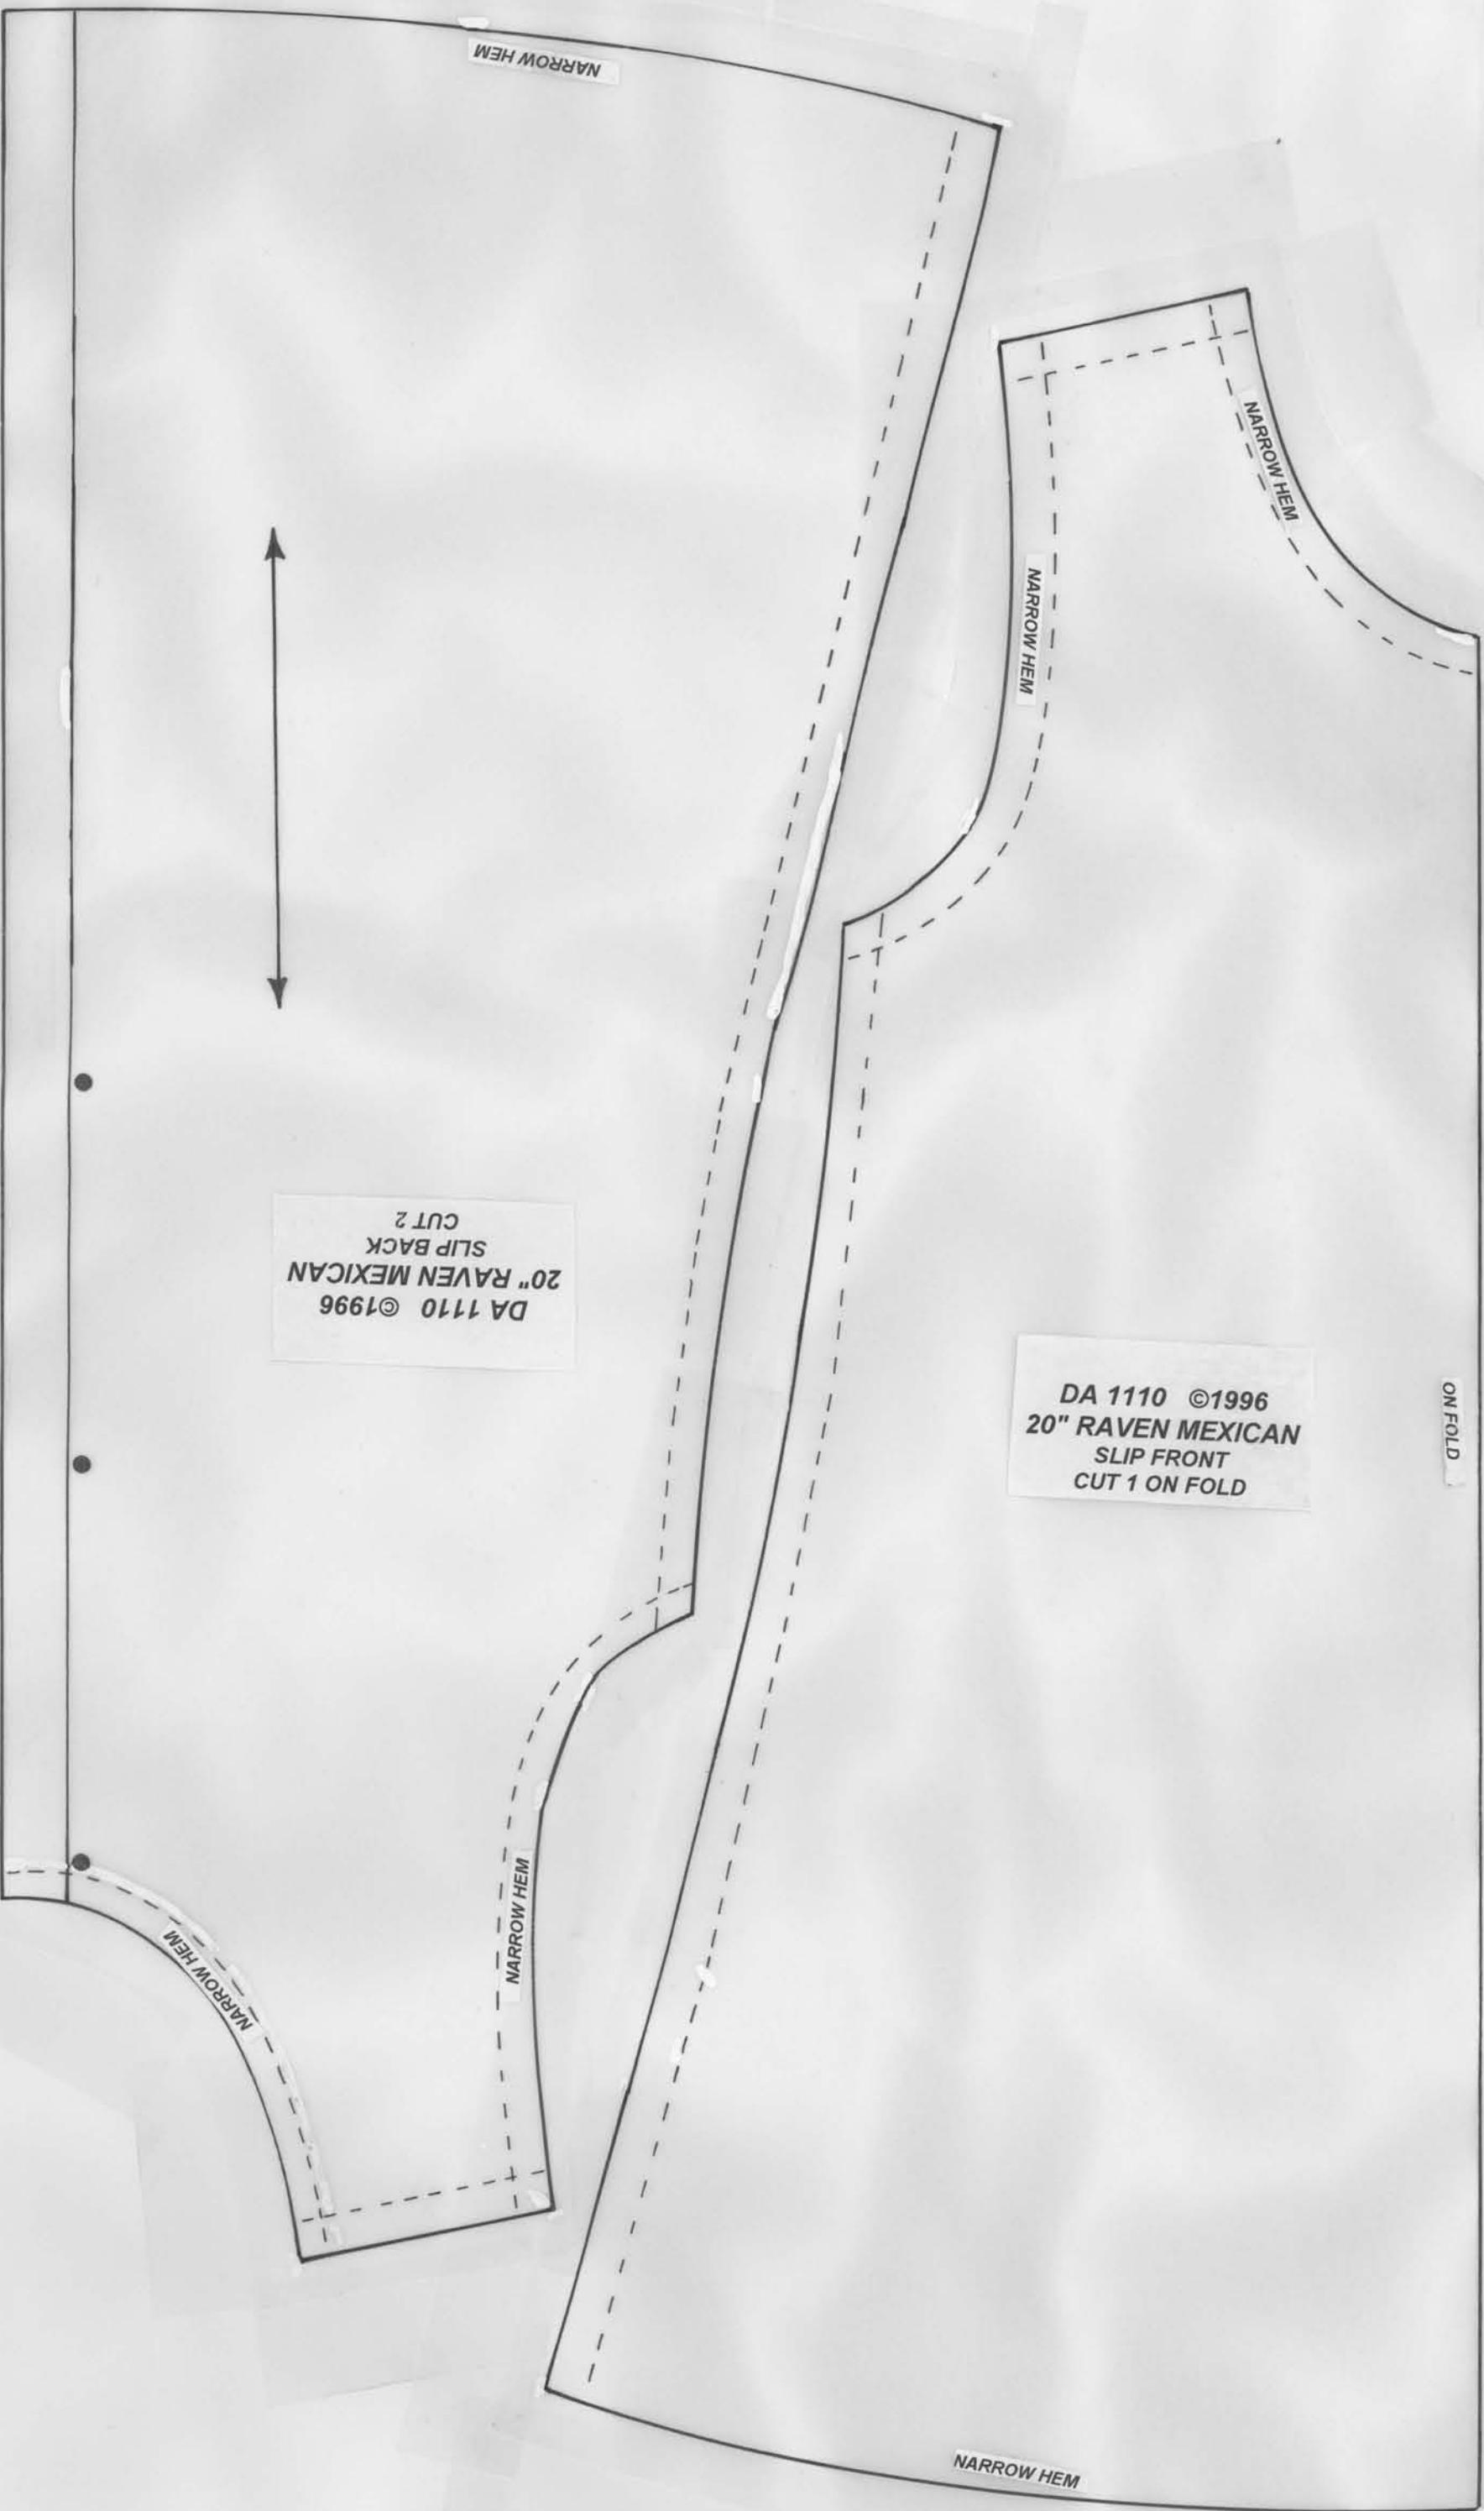 NARROW HEM
NARROW HEM
NARROW HEM
DA 1110 ©1996
20" RAVEN MEXICAN
SLIP BACK
CUT 2
DA 1110 ©1996
20" RAVEN MEXICAN
SLIP FRONT
CUT 1 ON FOLD
ON FOLD
NARROW HEM
NARROW HEM
NARROW HEM